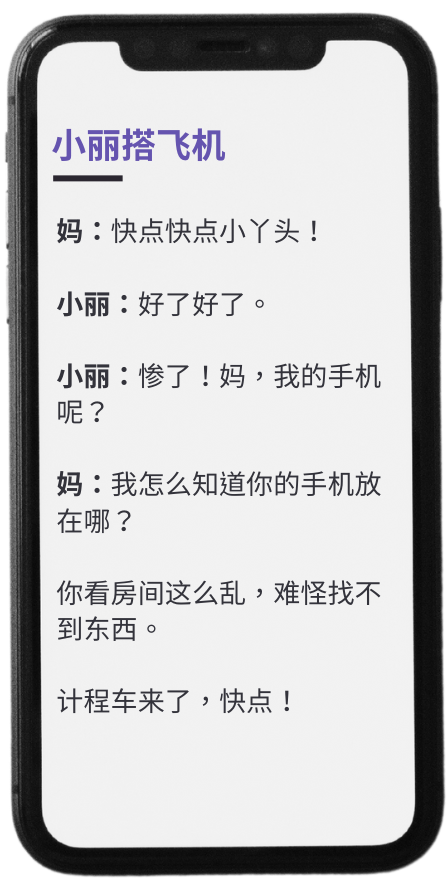 小丽搭飞机
妈：快点快点小丫头！
小丽：好了好了。
小丽：惨了！妈，我的手机
呢？
妈：我怎么知道你的手机放
在哪？
你看房间这么乱，难怪找不
到东西。
计程车来了，快点！